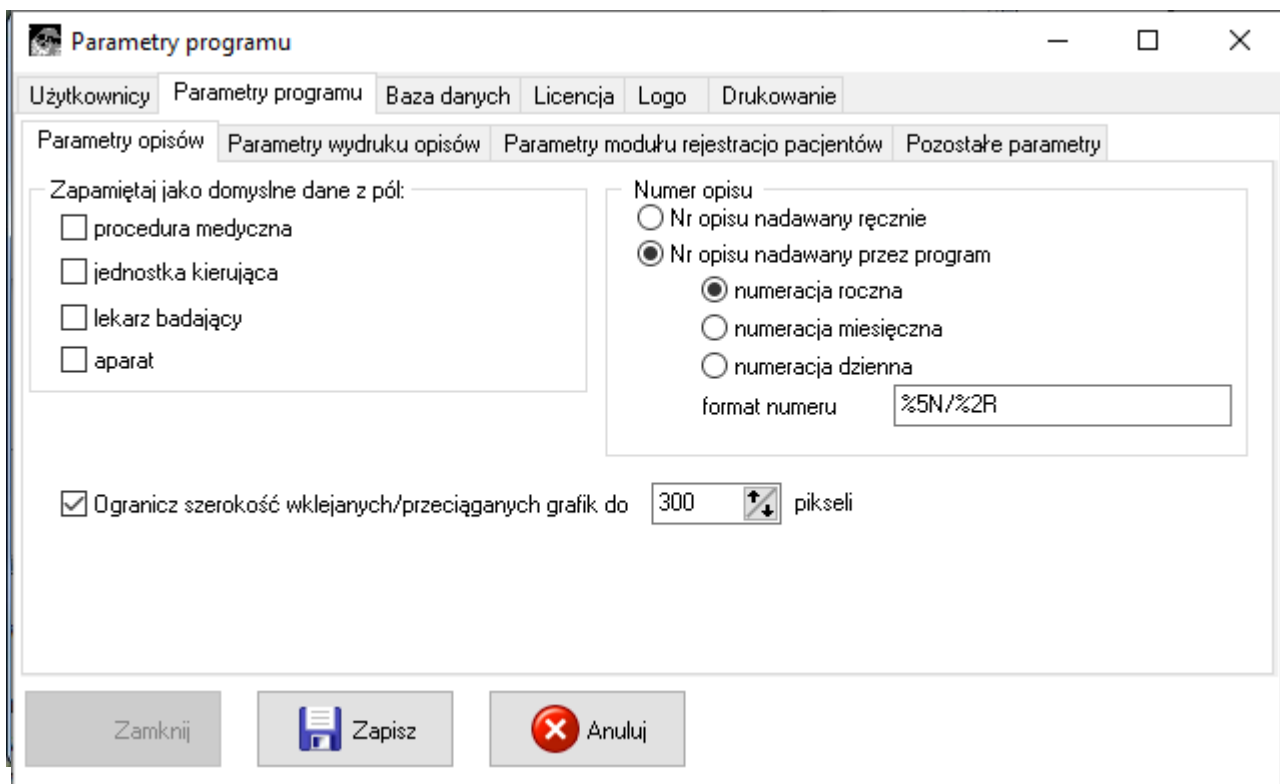 Parametry programu
Użytkownicy Parametry programu Baza danych Licencja Logo Drukowanie
Parametry opisów Parametry wydruku opisów Parametry modułu rejestracjo pacjentów Pozostałe parametry
Zapamiętaj jako domyslne dane z pól:
procedura medyczna
jednostka kierująca
lekarz badający
aparat
Numer opisu
Nr opisu nadawany ręcznie
Nr opisu nadawany przez program
numeracja roczna
numeracja miesięczna
numeracja dzienna
format numeru %5N/%2R
Ogranicz szerokość wklejanych/przeciąganych grafik do 300 pikseli
Zamknij Zapisz Anuluj